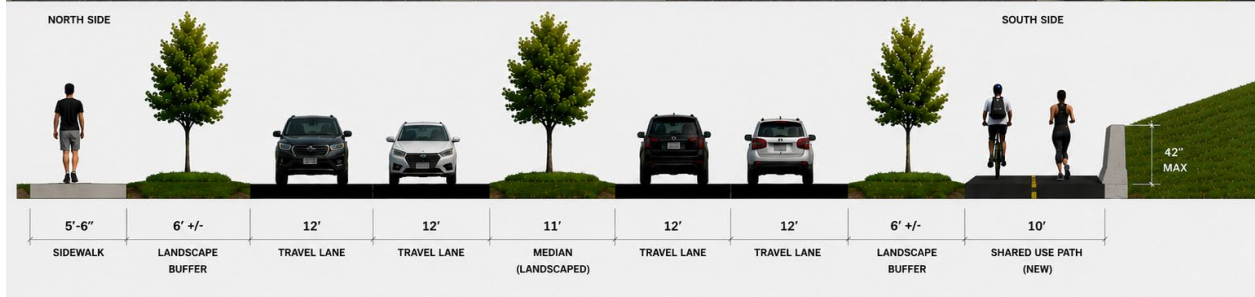 NORTH SIDE
SOUTH SIDE
42"
MAX
5'-6"
6' +/-
12'
12'
11'
12'
12'
6' +/-
10'
SIDEWALK
LANDSCAPE
BUFFER
TRAVEL LANE
TRAVEL LANE
MEDIAN
(LANDSCAPED)
TRAVEL LANE
TRAVEL LANE
LANDSCAPE
BUFFER
SHARED USE PATH
(NEW)